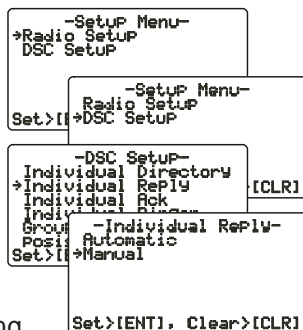 -Setup Menu-
→Radio Setup
DSC Setup
Set>[E
-Setup Menu-
Radio Setup
→DSC Setup
[CLR]
-DSC Setup-
Individual Directory
→Individual Reply
Individual Ack
Individual
Grou
Posi
Set>[E
-Individual Reply-
Automatic
→Manual
Set>[ENT], Clear>[CLR]
ng